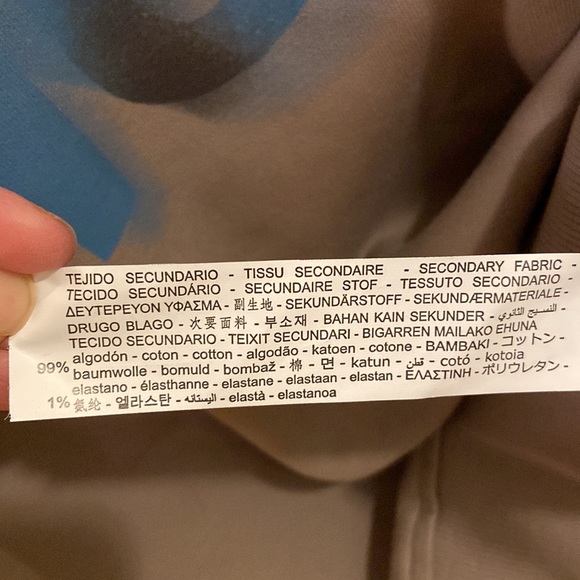 TEJIDO SECUNDARIO - TISSU SECONDAIRE - SECONDARY FABRIC -
TECIDO SECUNDÁRIO - SECUNDAIRE STOF - TESSUTO SECONDARIO -
ΔΕΥΤΕΡΕΥΟΝ ΥΦΑΣΜΑ - 副生地 - SEKUNDÄRSTOFF - SEKUNDÆRMATERIALE -
DRUGO BLAGO - 次要面料 - 부소재 - BAHAN KAIN SEKUNDER - النسيج الثانوي -
TECIDO SECUNDARIO - TEIXIT SECUNDARI - BIGARREN MAILAKO EHUNA
algodón - coton - cotton - algodão - katoen - cotone - ΒΑΜΒΑΚΙ - コットン -
99% baumwolle - bomuld - bombaž - 棉 - 면 - katun - قطن - cotó - kotoia
elastano - élasthanne - elastane - elastaan - elastan - ΕΛΑΣΤΙΝΗ - ポリウレタン -
1% 氨纶 - 엘라스탄 - اليستانه - elastà - elastanoa